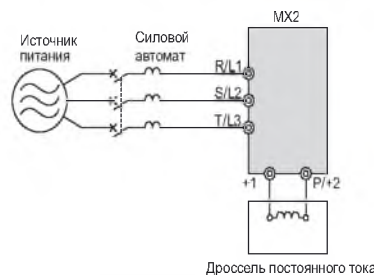 MX2
Источник
питания
Силовой
автомат
R/L1
S/L2
T/L3
+1
P/+2
Дроссель постоянного тока